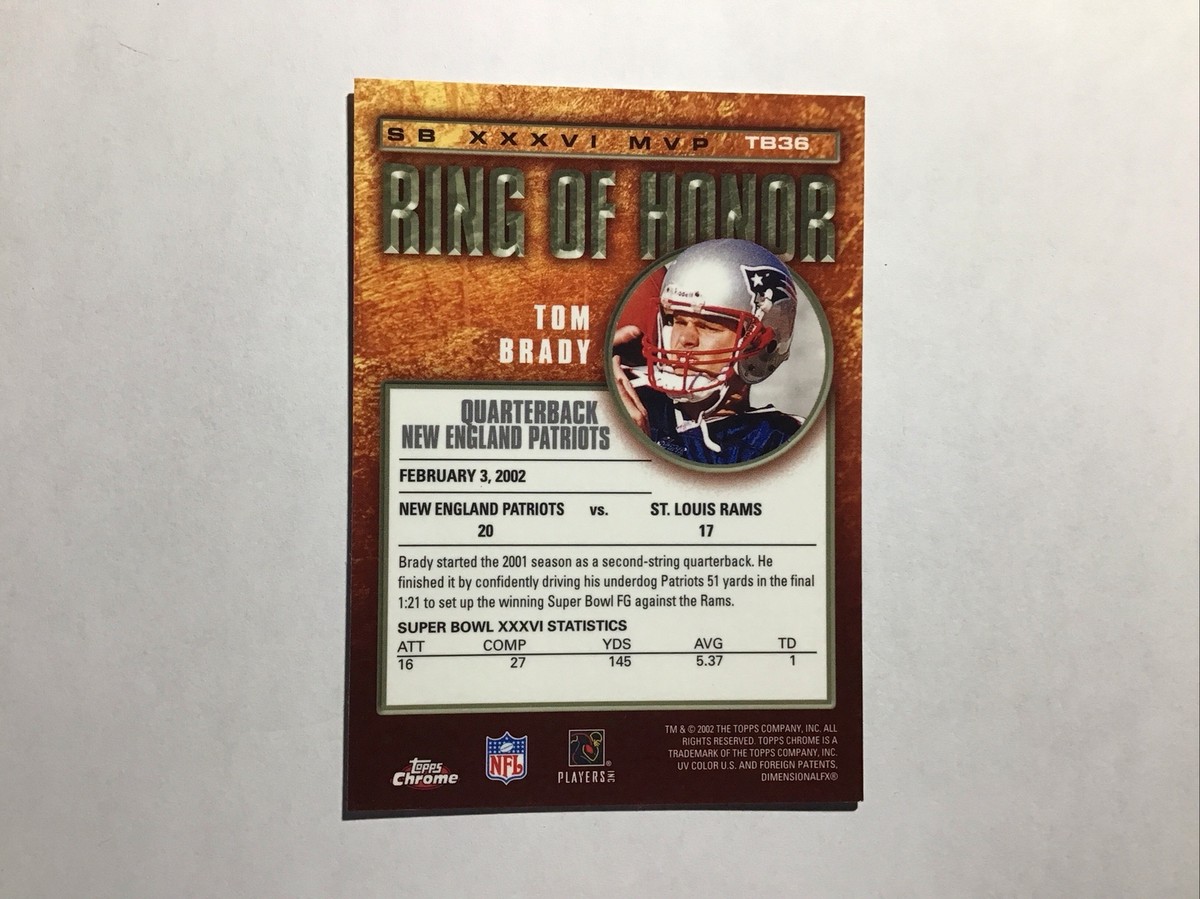 SB XXXVI MVP TB36
RING OF HONOR
TOM
BRADY
QUARTERBACK
NEW ENGLAND PATRIOTS
FEBRUARY 3, 2002
NEW ENGLAND PATRIOTS vs. ST. LOUIS RAMS
20 17
Brady started the 2001 season as a second-string quarterback. He
finished it by confidently driving his underdog Patriots 51 yards in the final
1:21 to set up the winning Super Bowl FG against the Rams.
SUPER BOWL XXXVI STATISTICS
ATT COMP YDS AVG TD
16 27 145 5.37 1
topps
Chrome
NFL
PLAYERS INC
®
TM & © 2002 THE TOPPS COMPANY, INC. ALL
RIGHTS RESERVED. TOPPS CHROME IS A
TRADEMARK OF THE TOPPS COMPANY, INC.
UV COLOR U.S. AND FOREIGN PATENTS,
DIMENSIONALFX®